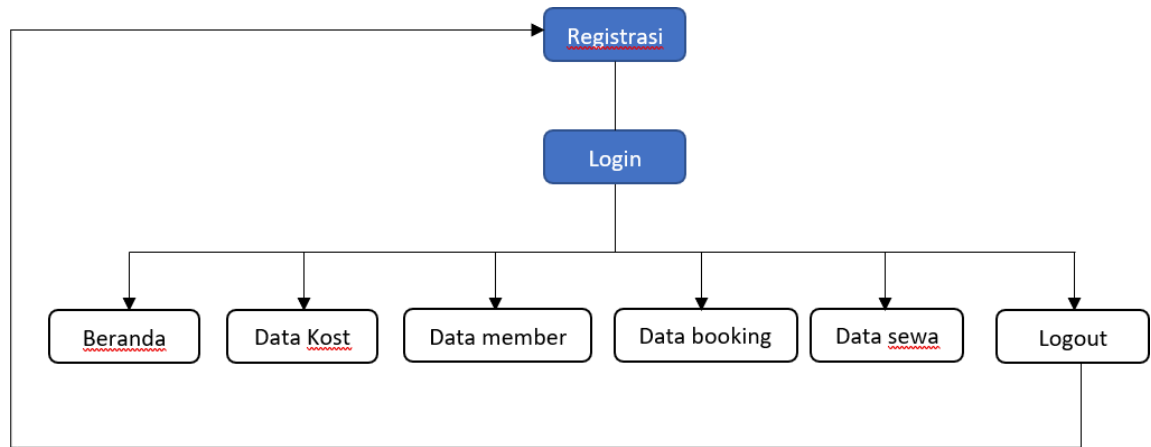 Registrasi
Login
Beranda
Data Kost
Data member
Data booking
Data sewa
Logout